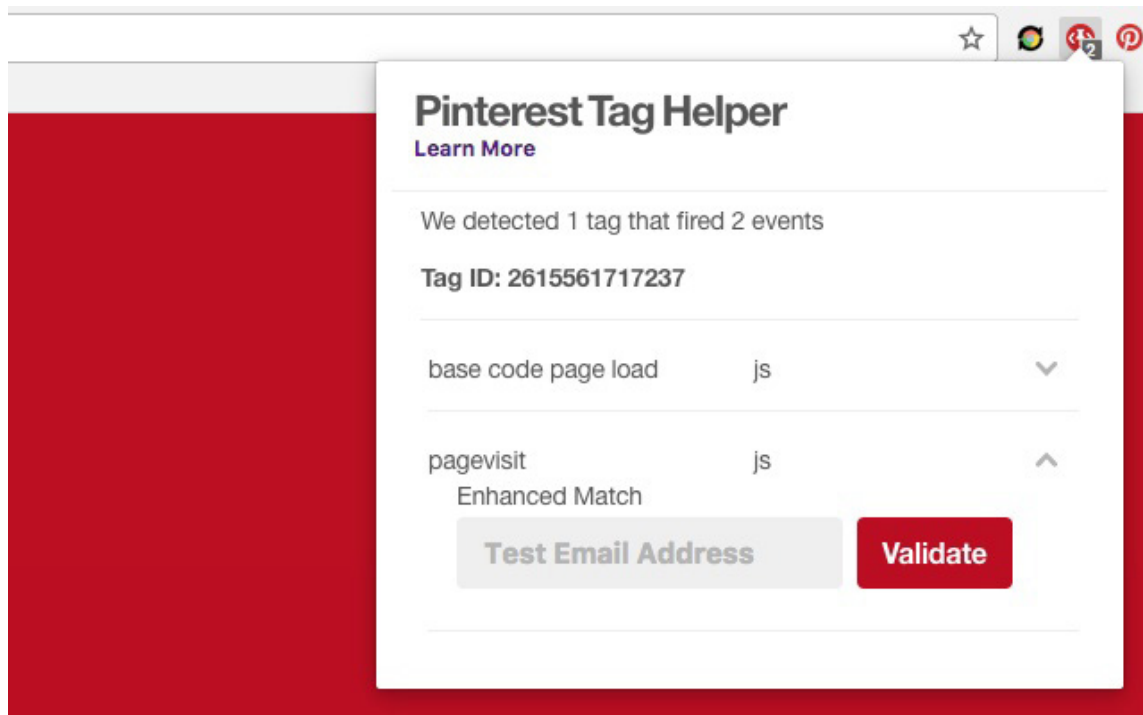 2
Pinterest Tag Helper
Learn More
We detected 1 tag that fired 2 events
Tag ID: 2615561717237
base code page load js
pagevisit js
Enhanced Match
Test Email Address Validate